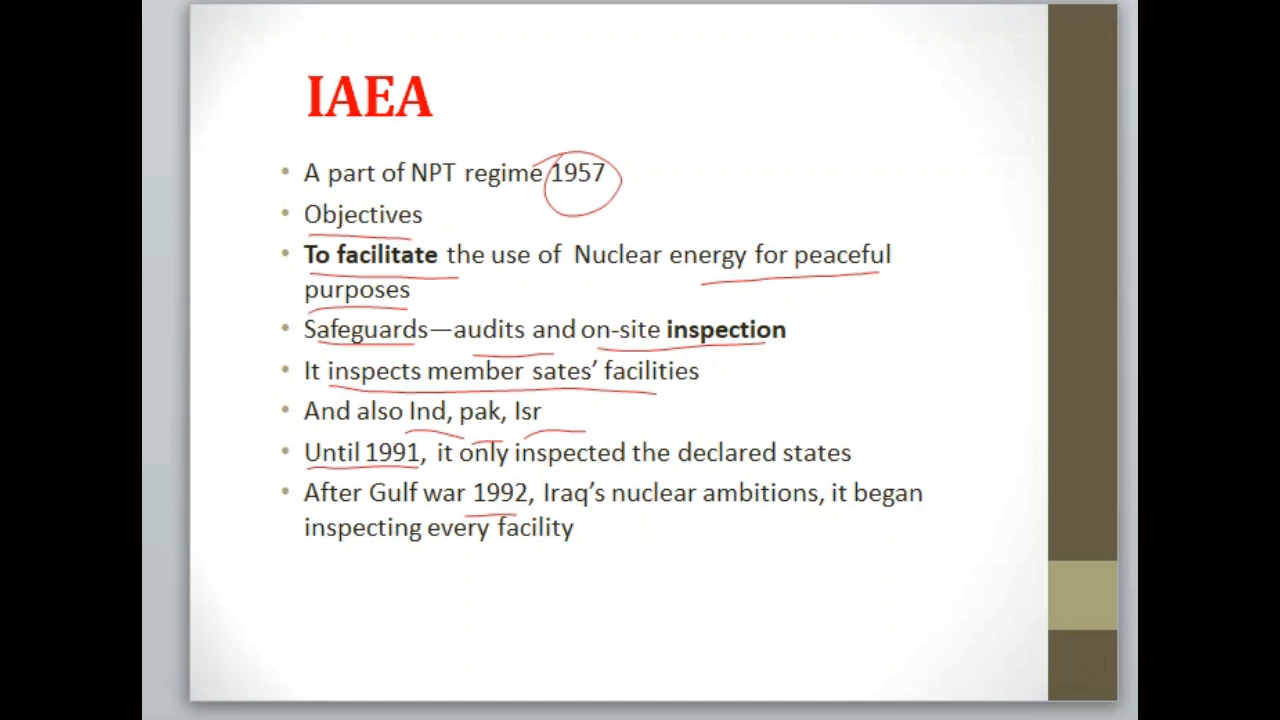 IAEA
• A part of NPT regime 1957
• Objectives
• To facilitate the use of Nuclear energy for peaceful
purposes
• Safeguards—audits and on-site inspection
• It inspects member sates’ facilities
• And also Ind, pak, Isr
• Until 1991, it only inspected the declared states
• After Gulf war 1992, Iraq’s nuclear ambitions, it began
inspecting every facility